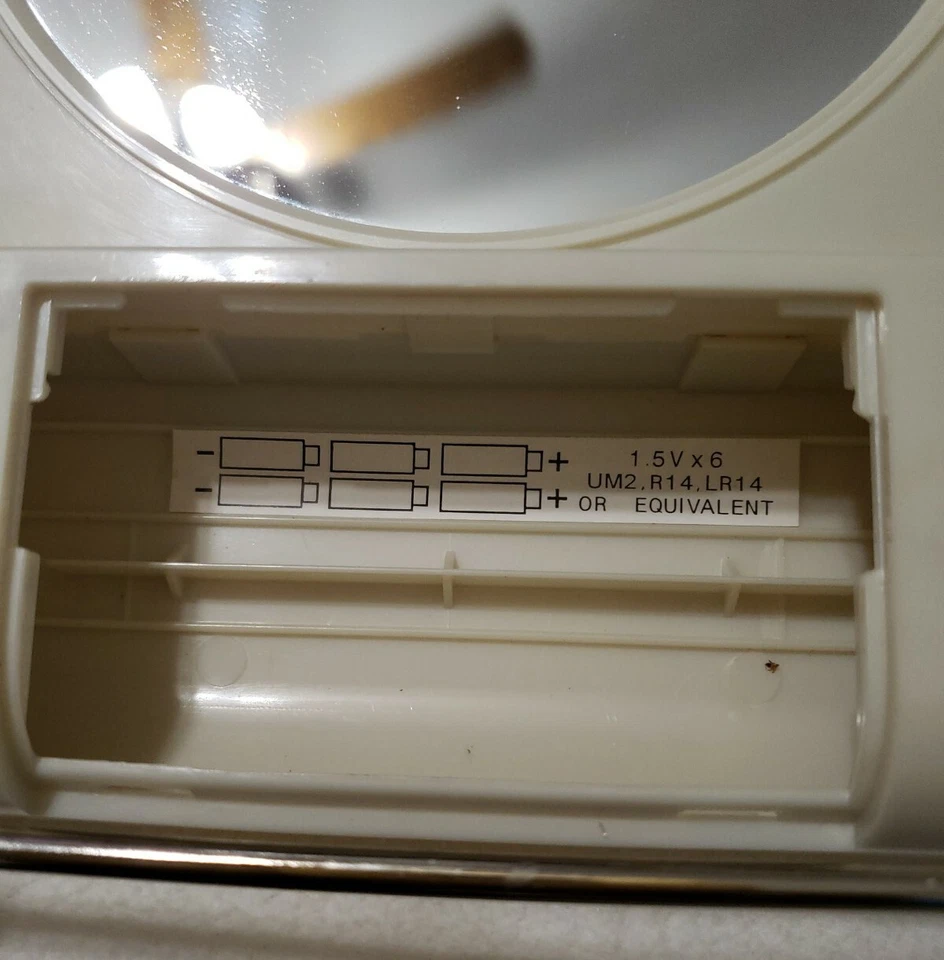 1.5V x 6
UM2, R14, LR14
OR EQUIVALENT
- +
- +